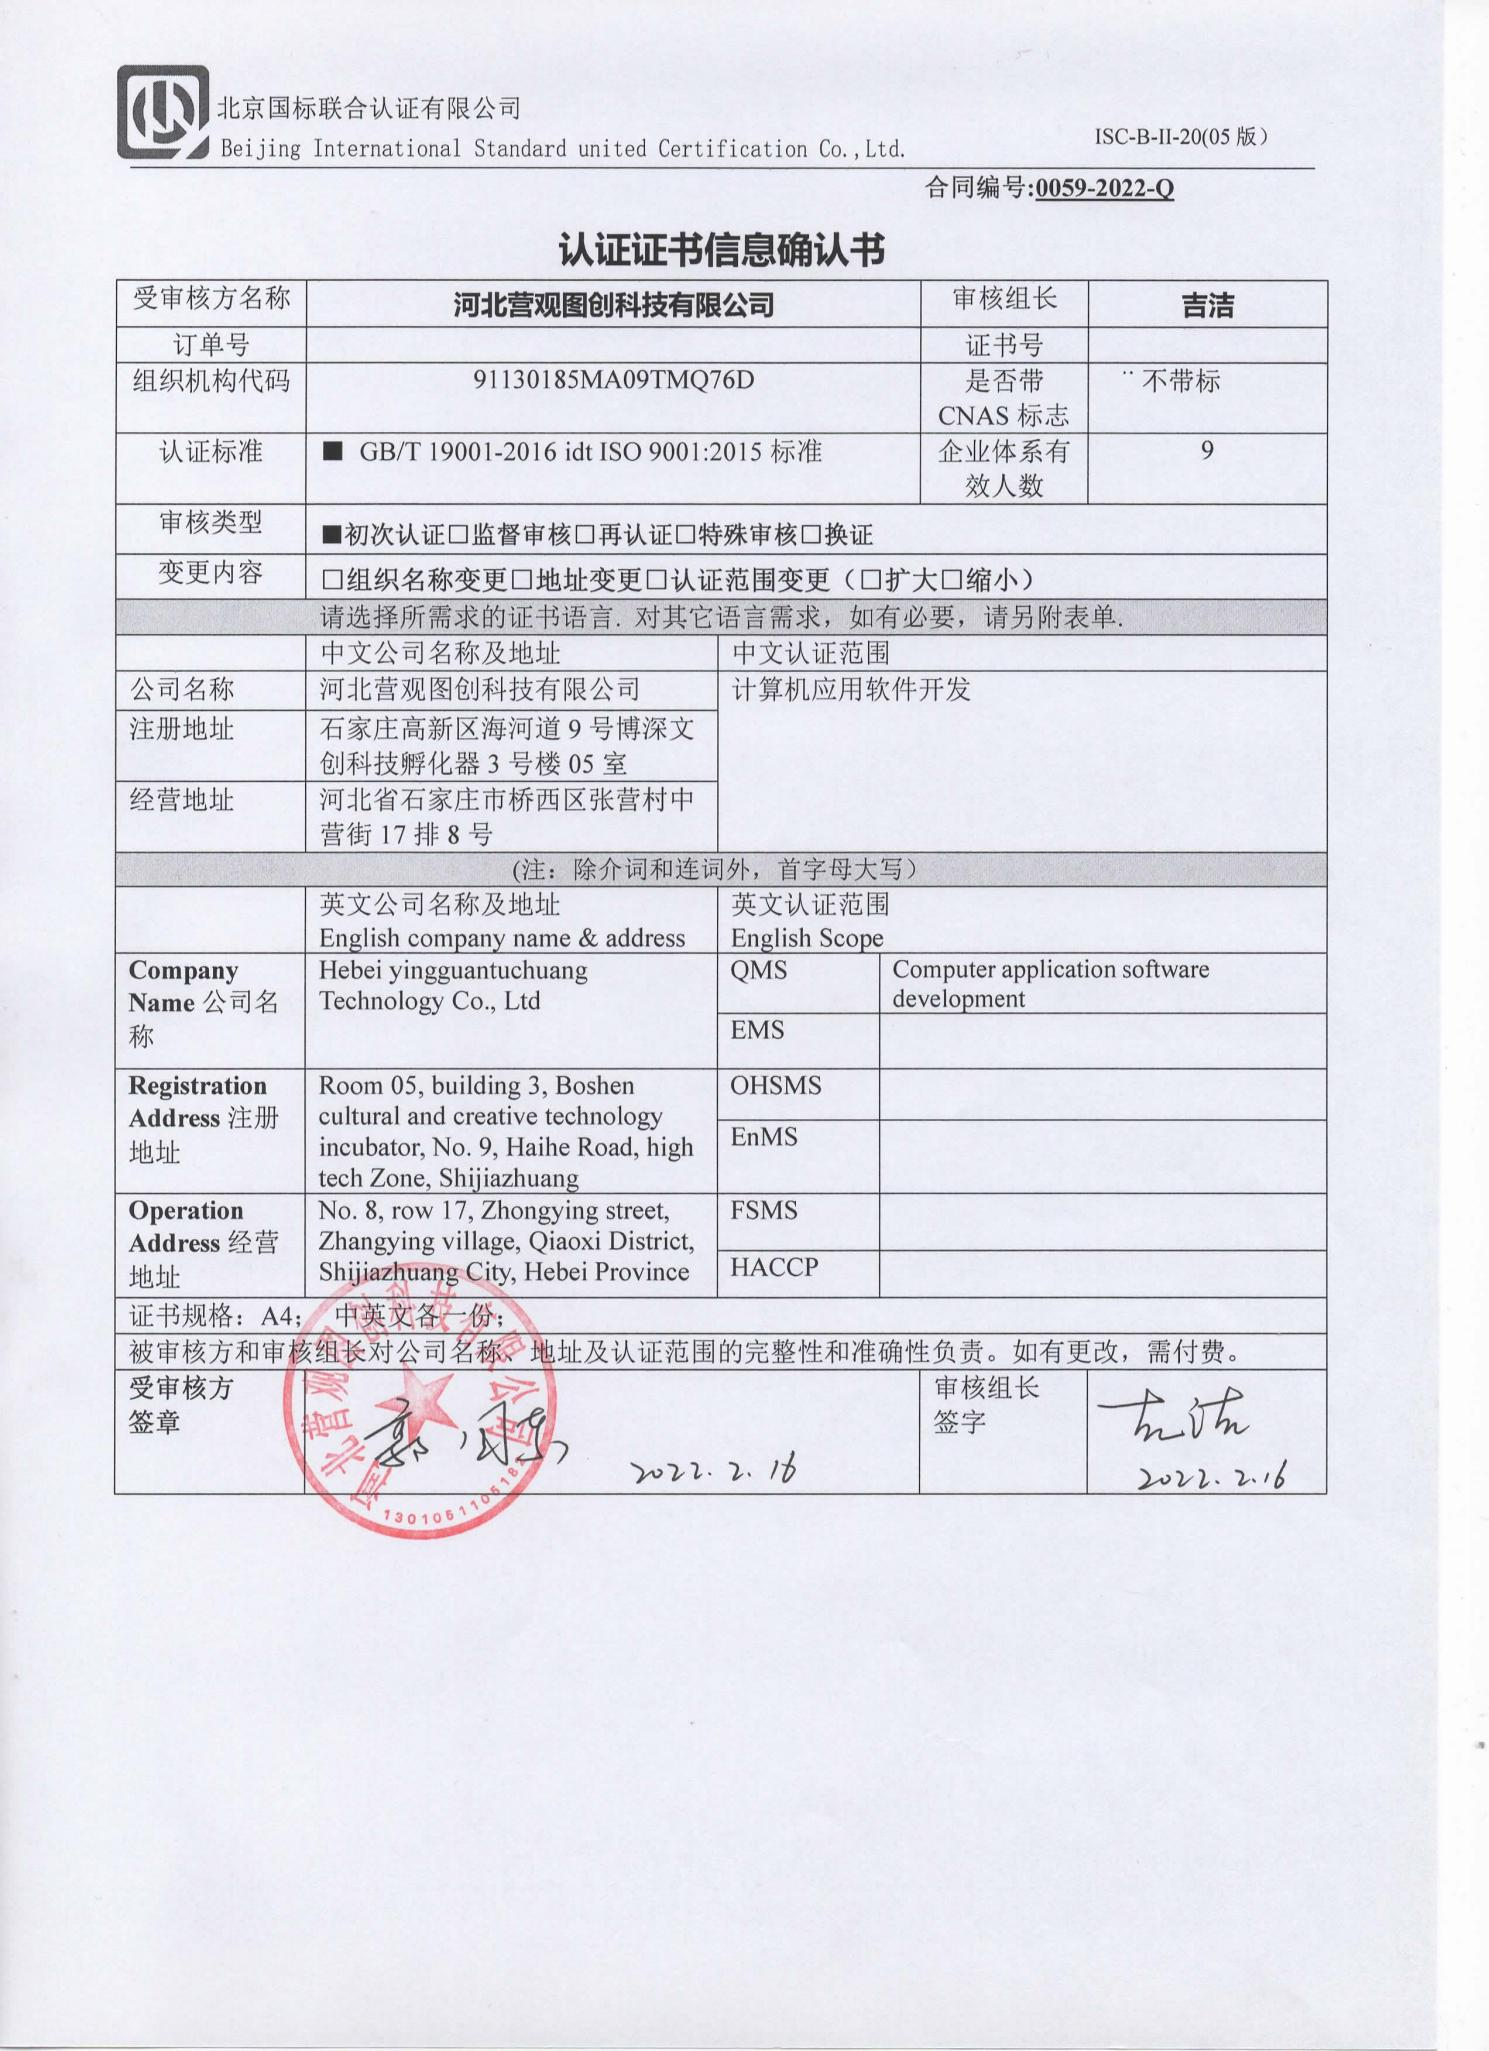 北京国标联合认证有限公司
Beijing International Standard united Certification Co.,Ltd.
ISC-B-II-20(05 版）
合同编号:0059-2022-Q
认证证书信息确认书
受审核方名称 河北营观图创科技有限公司 审核组长 吉洁
订单号 证书号
组织机构代码 91130185MA09TMQ76D 是否带 ¨ 不带标
CNAS 标志
认证标准 ■ GB/T 19001-2016 idt ISO 9001:2015 标准 企业体系有 9
效人数
审核类型 ■初次认证□监督审核□再认证□特殊审核□换证
变更内容 □组织名称变更□地址变更□认证范围变更（□扩大□缩小）
请选择所需求的证书语言. 对其它语言需求，如有必要，请另附表单.
中文公司名称及地址 中文认证范围
公司名称 河北营观图创科技有限公司 计算机应用软件开发
注册地址 石家庄高新区海河道 9 号博深文
创科技孵化器 3 号楼 05 室
经营地址 河北省石家庄市桥西区张营村中
营街 17 排 8 号
(注：除介词和连词外，首字母大写）
英文公司名称及地址 英文认证范围
English company name & address English Scope
Company Hebei yingguantuchuang QMS Computer application software
Name 公司名 Technology Co., Ltd development
称 EMS
Registration Room 05, building 3, Boshen OHSMS
Address 注册 cultural and creative technology
地址 incubator, No. 9, Haihe Road, high EnMS
tech Zone, Shijiazhuang
Operation No. 8, row 17, Zhongying street, FSMS
Address 经营 Zhangying village, Qiaoxi District,
地址 Shijiazhuang City, Hebei Province HACCP
证书规格：A4； 中英文各一份；
被审核方和审核组长对公司名称、地址及认证范围的完整性和准确性负责。如有更改，需付费。
受审核方 审核组长
签章 签字
吉洁
2022.2.16
2022.2.16
河北营观图创科技有限公司